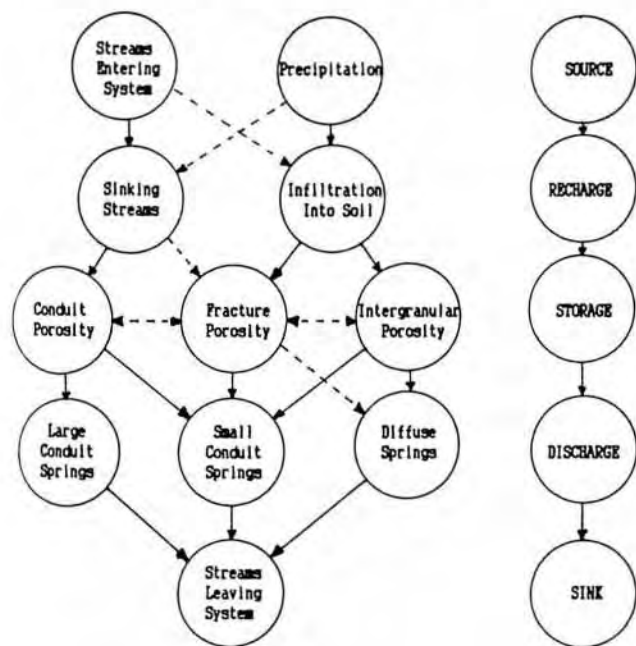 Streams
Entering
System
Precipitation
SOURCE
Sinking
Streams
Infiltration
Into Soil
RECHARGE
Conduit
Porosity
Fracture
Porosity
Intergranular
Porosity
STORAGE
Large
Conduit
Springs
Small
Conduit
Springs
Diffuse
Springs
DISCHARGE
Streams
Leaving
System
SINK